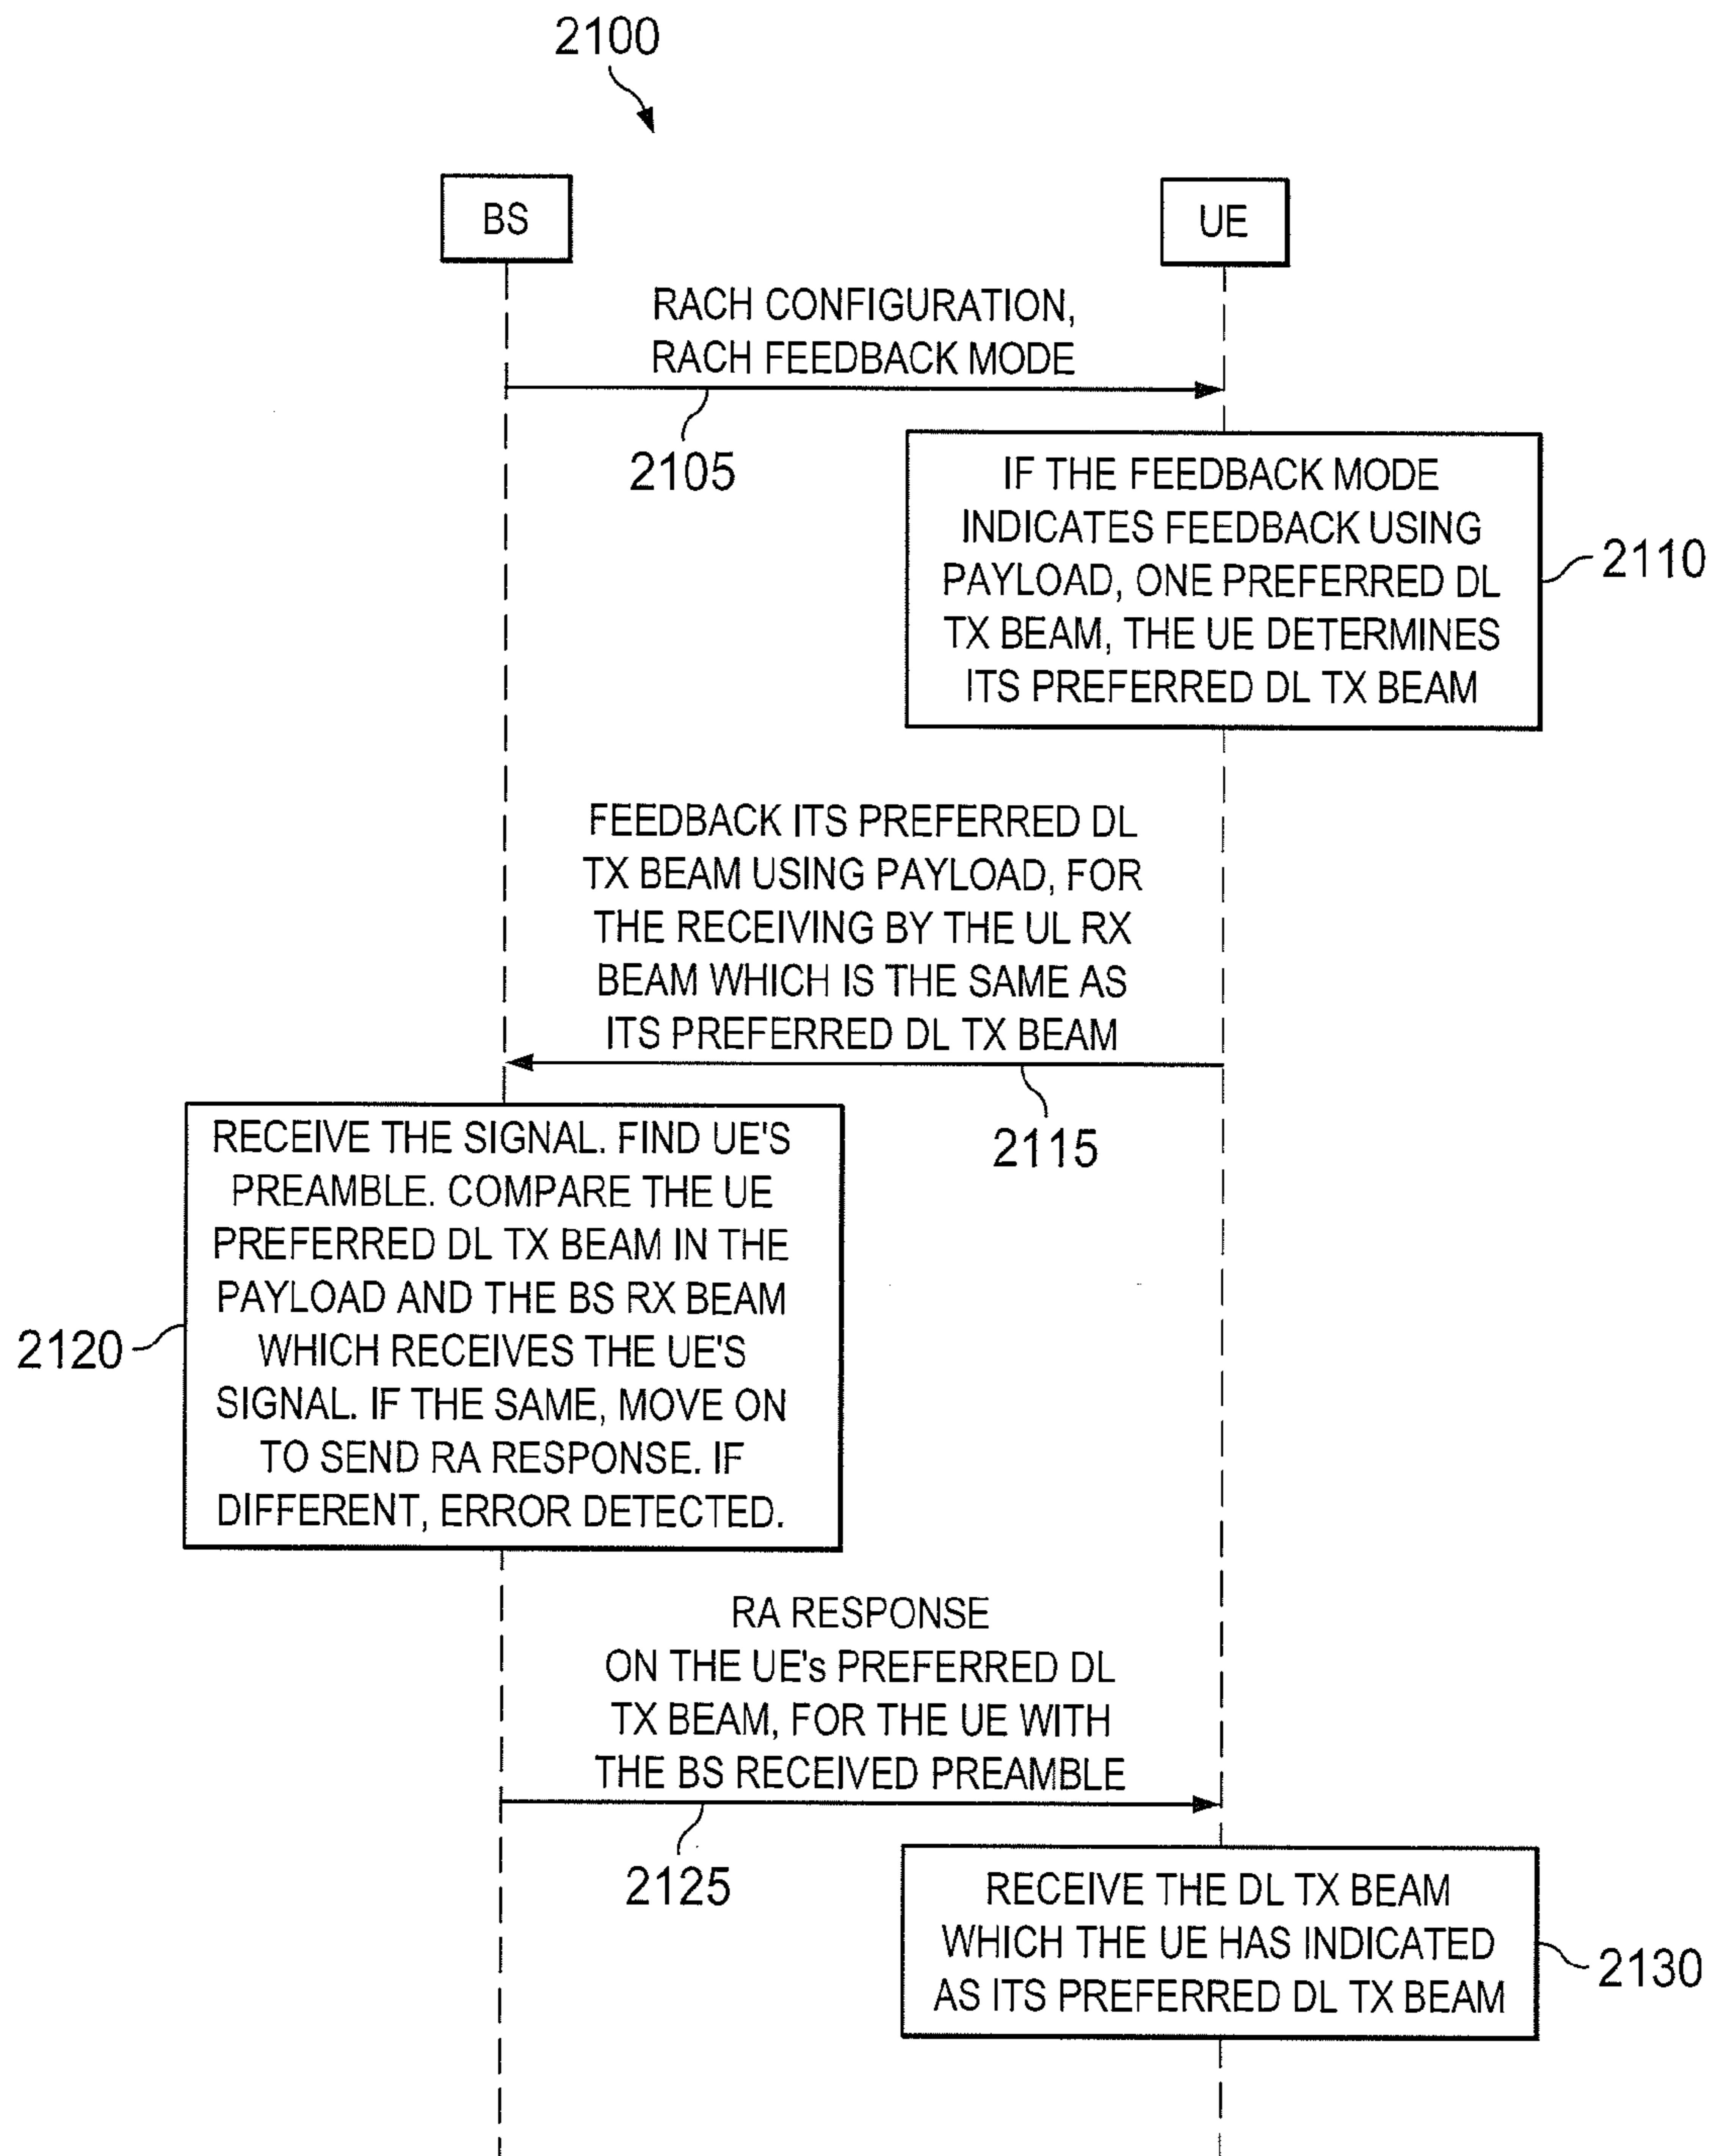 2100
BS
UE
RACH CONFIGURATION,
RACH FEEDBACK MODE
2105
IF THE FEEDBACK MODE
INDICATES FEEDBACK USING
PAYLOAD, ONE PREFERRED DL
TX BEAM, THE UE DETERMINES
ITS PREFERRED DL TX BEAM
2110
FEEDBACK ITS PREFERRED DL
TX BEAM USING PAYLOAD, FOR
THE RECEIVING BY THE UL RX
BEAM WHICH IS THE SAME AS
ITS PREFERRED DL TX BEAM
2115
RECEIVE THE SIGNAL. FIND UE'S
PREAMBLE. COMPARE THE UE
PREFERRED DL TX BEAM IN THE
PAYLOAD AND THE BS RX BEAM
WHICH RECEIVES THE UE'S
SIGNAL. IF THE SAME, MOVE ON
TO SEND RA RESPONSE. IF
DIFFERENT, ERROR DETECTED.
2120
RA RESPONSE
ON THE UE's PREFERRED DL
TX BEAM, FOR THE UE WITH
THE BS RECEIVED PREAMBLE
2125
RECEIVE THE DL TX BEAM
WHICH THE UE HAS INDICATED
AS ITS PREFERRED DL TX BEAM
2130